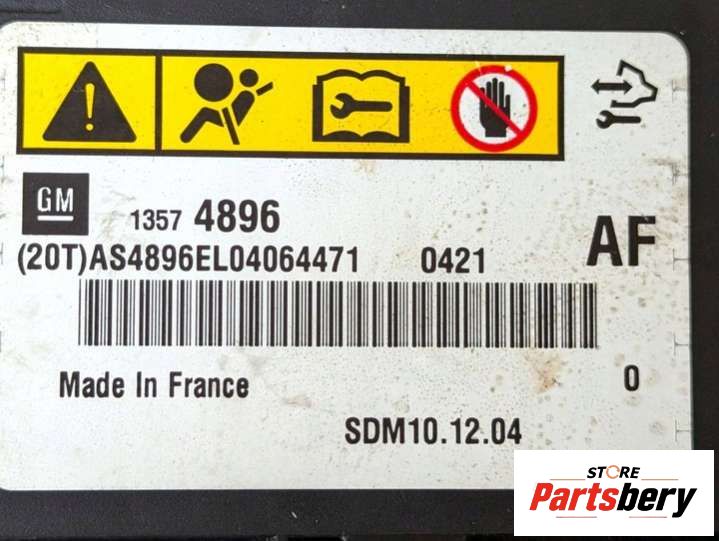 GM 1357 4896 AF
(20T)AS4896EL04064471 0421
Made In France 0
SDM10.12.04
STORE
Partsbery